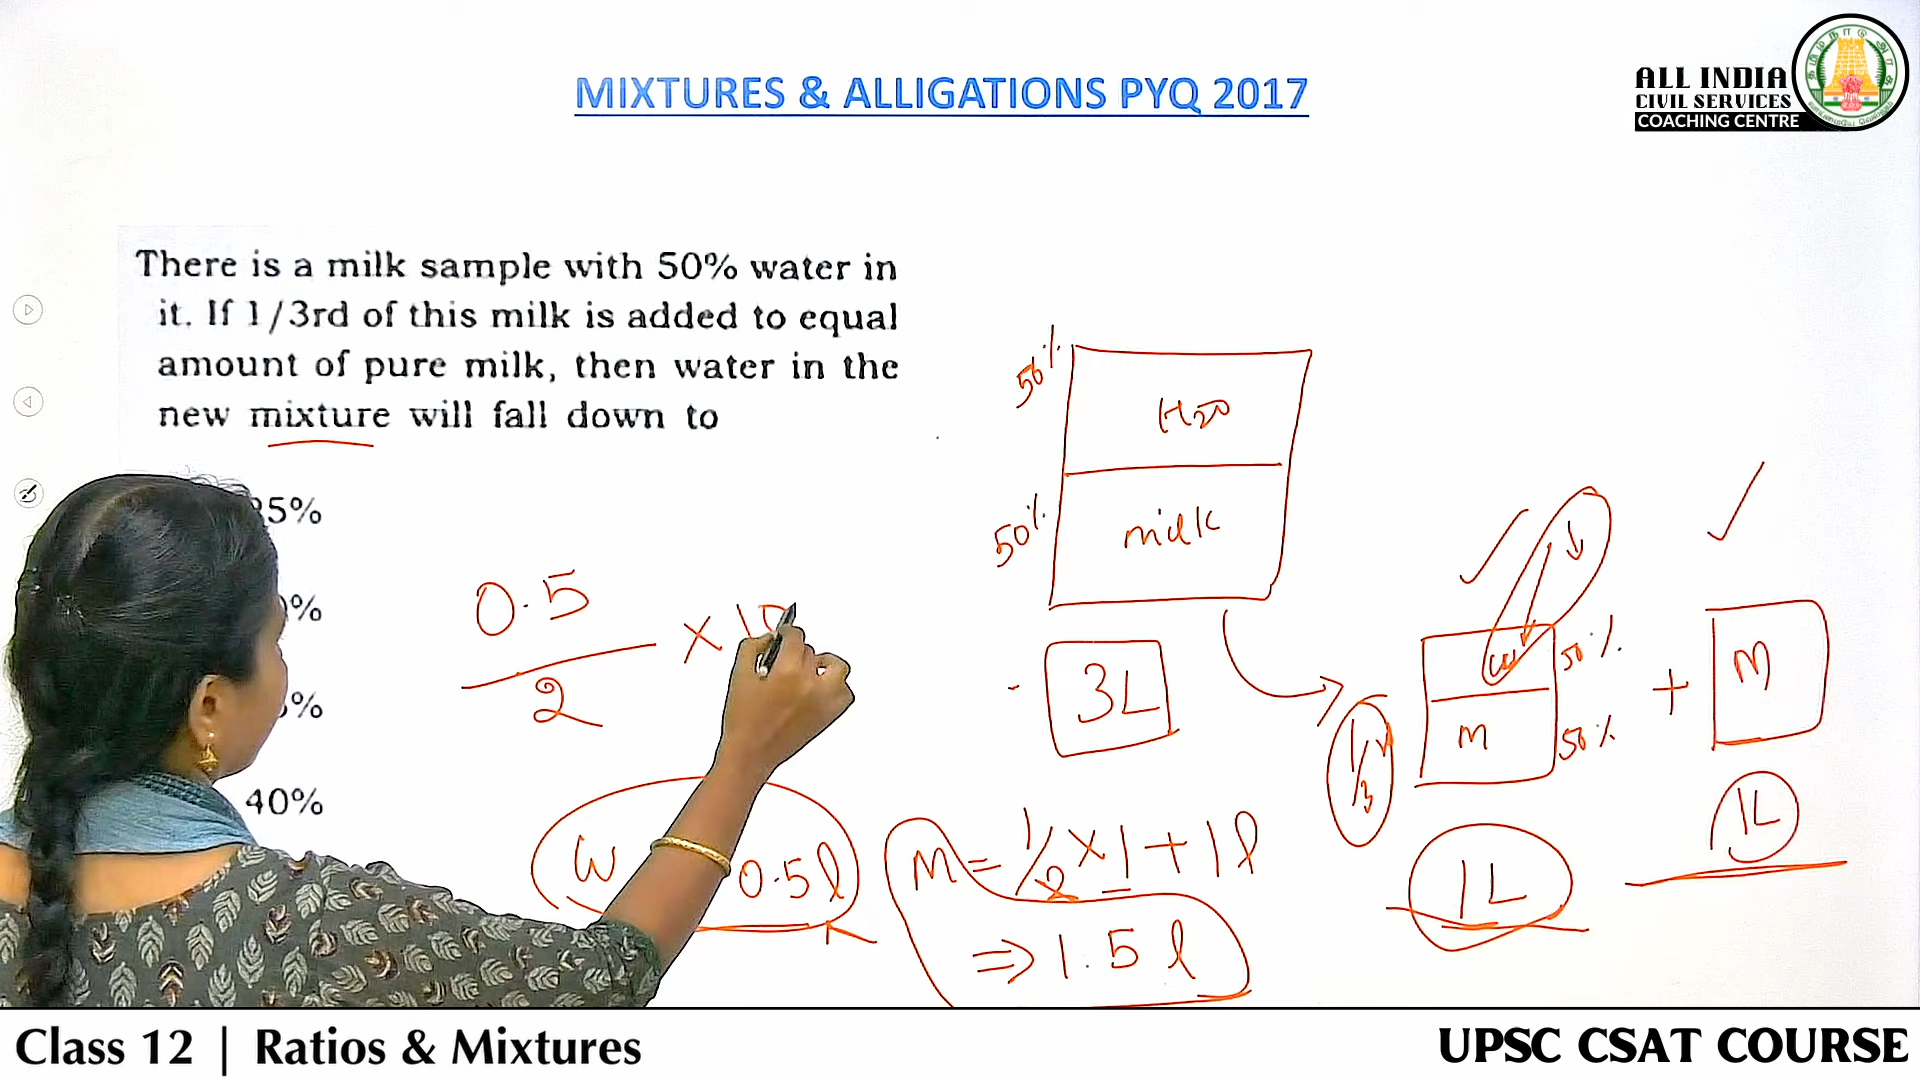 MIXTURES & ALLIGATIONS PYQ 2017
ALL INDIA
CIVIL SERVICES
COACHING CENTRE
There is a milk sample with 50% water in
it. If 1/3rd of this milk is added to equal
amount of pure milk, then water in the
new mixture will fall down to
5%
%
%
40%
50%
H2O
50%
milk
3L
1/3
W
50%
M
50%
+
M
1L
1L
0.5
2
× 10
W
0.5l
M = 1/2 × 1 + 1l
⇒ 1.5 l
Class 12 | Ratios & Mixtures
UPSC CSAT COURSE